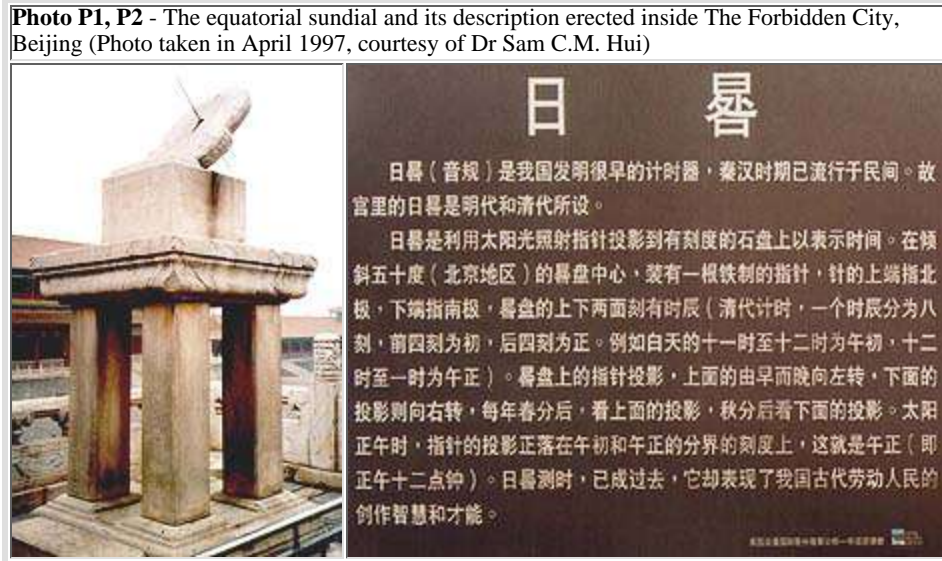 Photo P1, P2 - The equatorial sundial and its description erected inside The Forbidden City,
Beijing (Photo taken in April 1997, courtesy of Dr Sam C.M. Hui)
日晷
日晷（音规）是我国发明很早的计时器，秦汉时期已流行于民间。故
宫里的日晷是明代和清代所设。
日晷是利用太阳光照射指针投影到有刻度的石盘上以表示时间。在倾
斜五十度（北京地区）的晷盘中心，装有一根铁制的指针，针的上端指北
极，下端指南极，晷盘的上下两面刻有时辰（清代计时，一个时辰分为八
刻，前四刻为初，后四刻为正。例如白天的十一时至十二时为午初，十二
时至一时为午正）。晷盘上的指针投影，上面的由早而晚向左转，下面的
投影则向右转，每年春分后，看上面的投影，秋分后看下面的投影。太阳
正午时，指针的投影正落在午初和午正的分界的刻度上，这就是午正（即
正午十二点钟）。日晷测时，已成过去，它却表现了我国古代劳动人民的
创作智慧和才能。